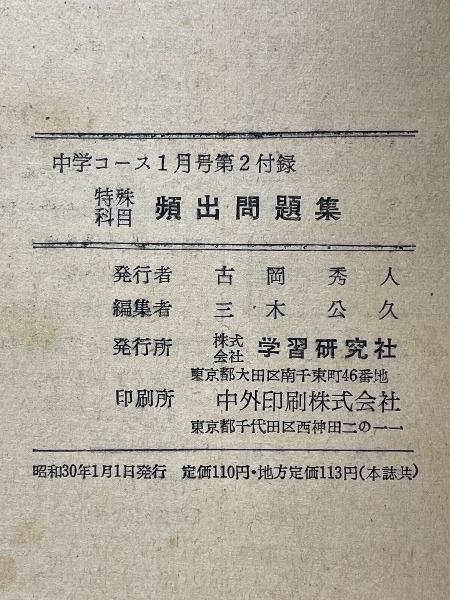 中学コース1月号第2付録
特殊科目 頻出問題集
発行者 古岡秀人
編集者 三木公久
発行所 株式会社 学習研究社
東京都大田区南千束町46番地
印刷所 中外印刷株式会社
東京都千代田区西神田二の一一
昭和30年1月1日発行 定価110円・地方定価113円(本誌共)